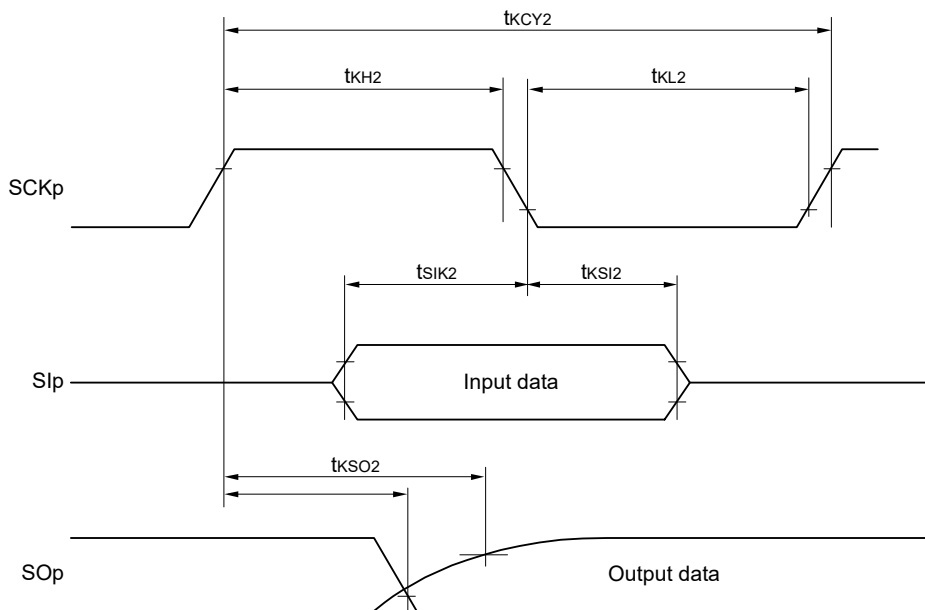 tKCY2
tKH2
tKL2
SCKp
tSIK2
tKSI2
SIp
Input data
tKSO2
SOp
Output data